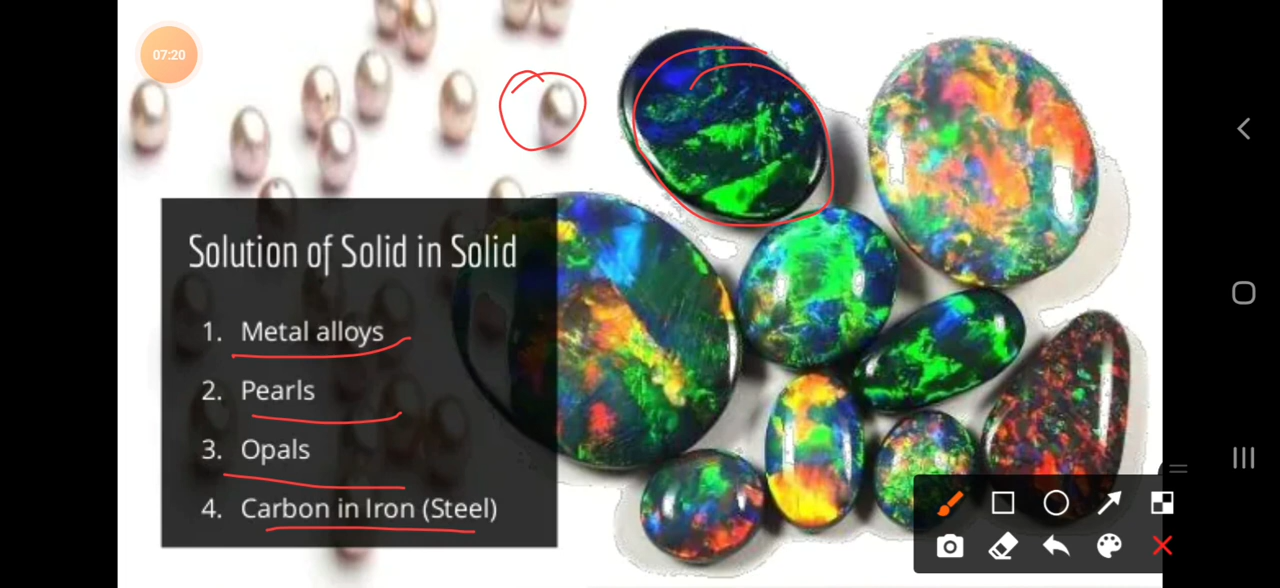 07:20
Solution of Solid in Solid
1. Metal alloys
2. Pearls
3. Opals
4. Carbon in Iron (Steel)